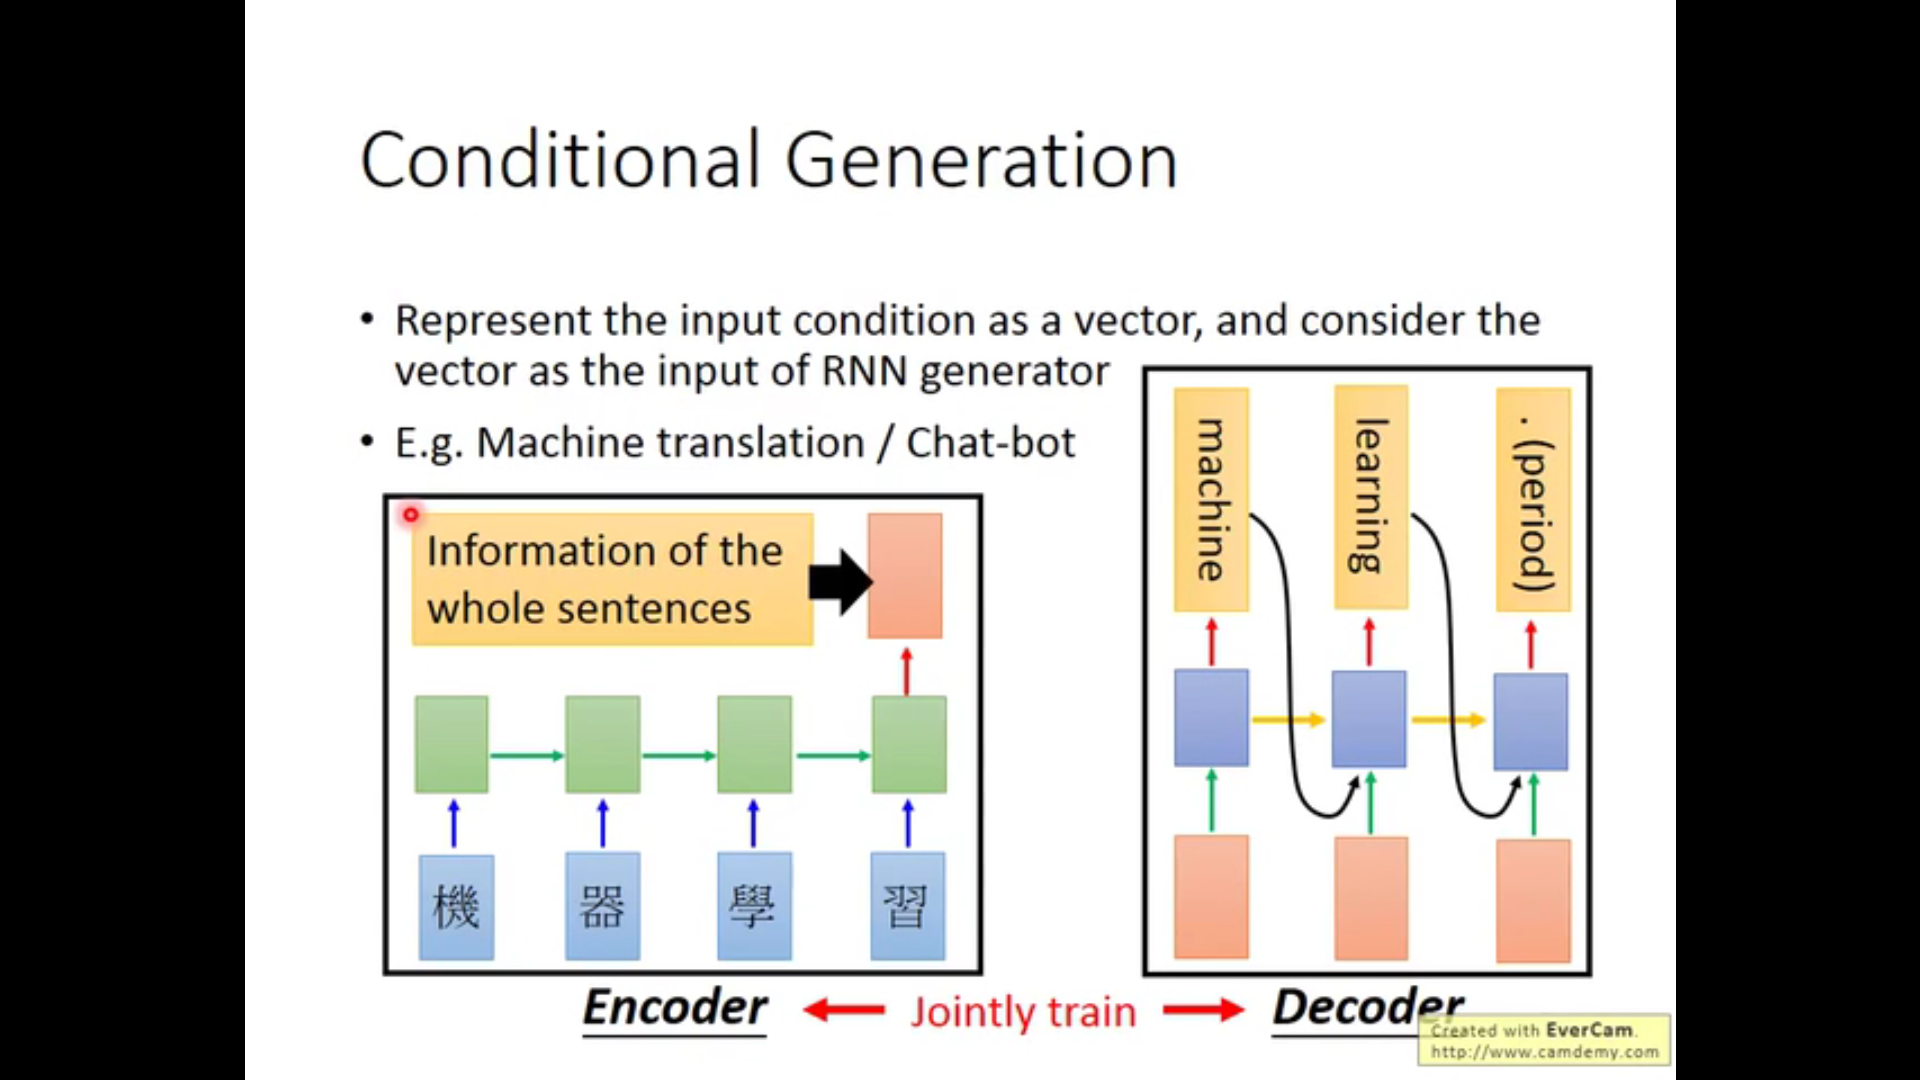 Conditional Generation
• Represent the input condition as a vector, and consider the
vector as the input of RNN generator
• E.g. Machine translation / Chat-bot
Information of the
whole sentences
機 器 學 習
machine
learning
. (period)
Encoder
Jointly train
Decoder
Created with EverCam.
http://www.camdemy.com